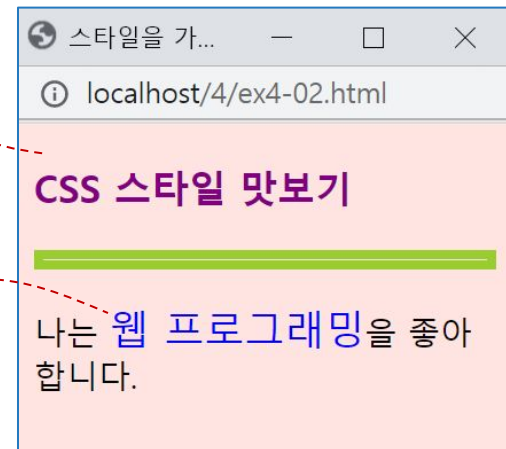 스타일을 가...
localhost/4/ex4-02.html
CSS 스타일 맛보기
나는 웹 프로그래밍을 좋아
합니다.